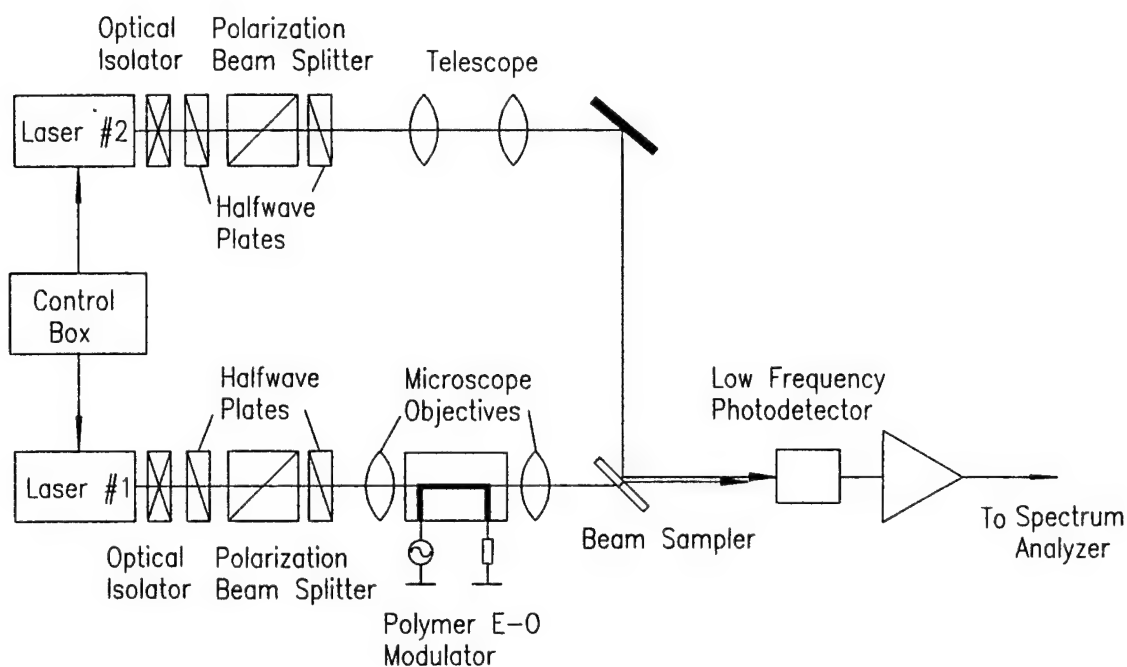 Optical
Isolator
Polarization
Beam Splitter
Telescope
Laser #2
Halfwave
Plates
Control
Box
Halfwave
Plates
Microscope
Objectives
Low Frequency
Photodetector
Laser #1
Beam Sampler
To Spectrum
Analyzer
Optical
Isolator
Polarization
Beam Splitter
Polymer E-O
Modulator